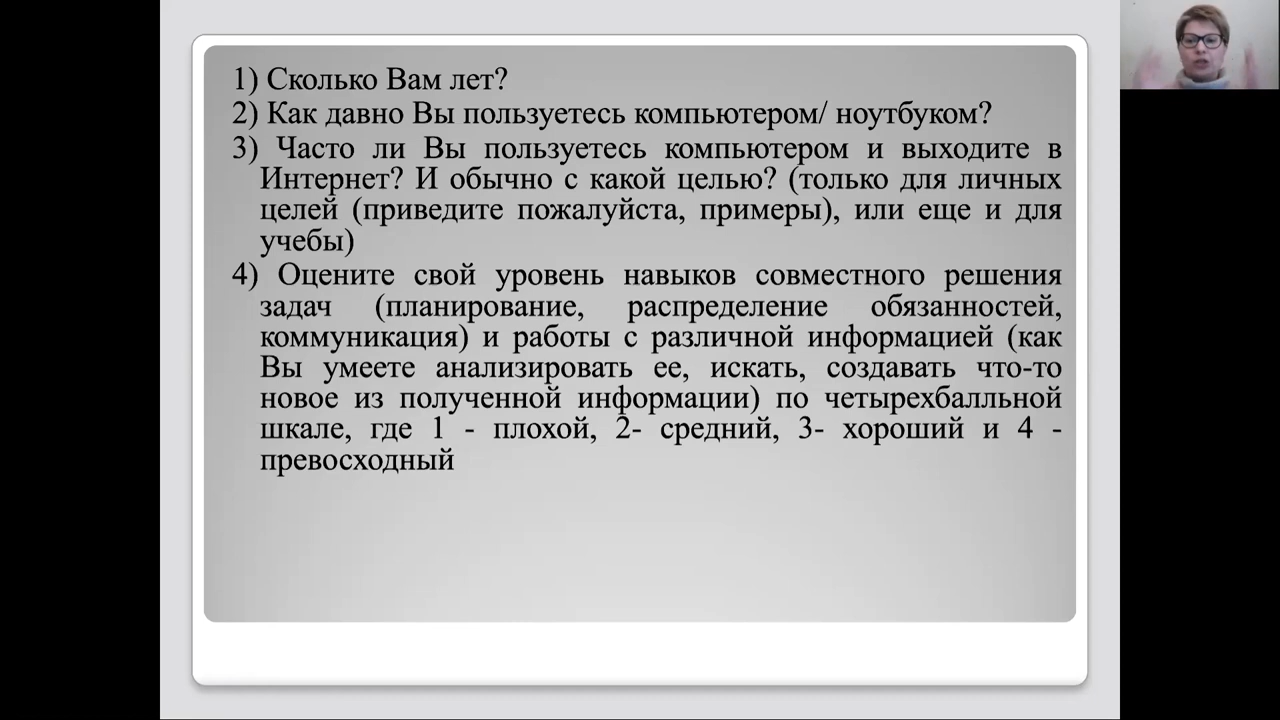 1) Сколько Вам лет?
2) Как давно Вы пользуетесь компьютером/ ноутбуком?
3) Часто ли Вы пользуетесь компьютером и выходите в
Интернет? И обычно с какой целью? (только для личных
целей (приведите пожалуйста, примеры), или еще и для
учебы)
4) Оцените свой уровень навыков совместного решения
задач (планирование, распределение обязанностей,
коммуникация) и работы с различной информацией (как
Вы умеете анализировать ее, искать, создавать что-то
новое из полученной информации) по четырехбалльной
шкале, где 1 - плохой, 2- средний, 3- хороший и 4 -
превосходный